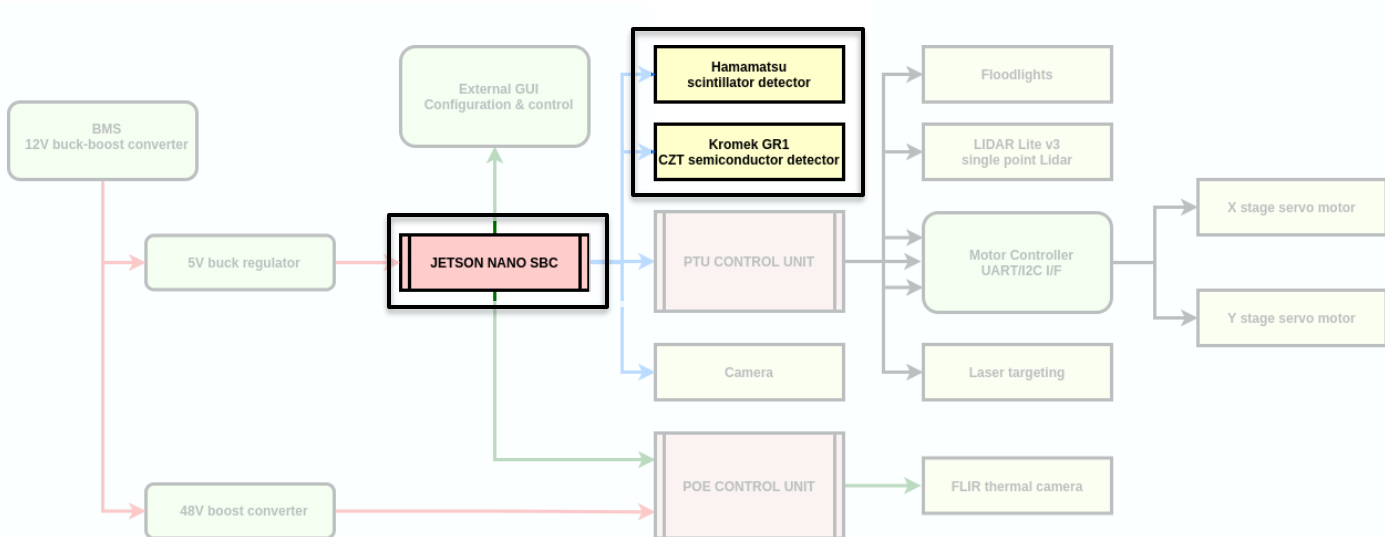 Hamamatsu
scintillator detector
External GUI
Configuration & control
Floodlights
BMS
12V buck-boost converter
Kromek GR1
CZT semiconductor detector
LIDAR Lite v3
single point Lidar
X stage servo motor
5V buck regulator
JETSON NANO SBC
PTU CONTROL UNIT
Motor Controller
UART/I2C I/F
Y stage servo motor
Camera
Laser targeting
POE CONTROL UNIT
FLIR thermal camera
48V boost converter